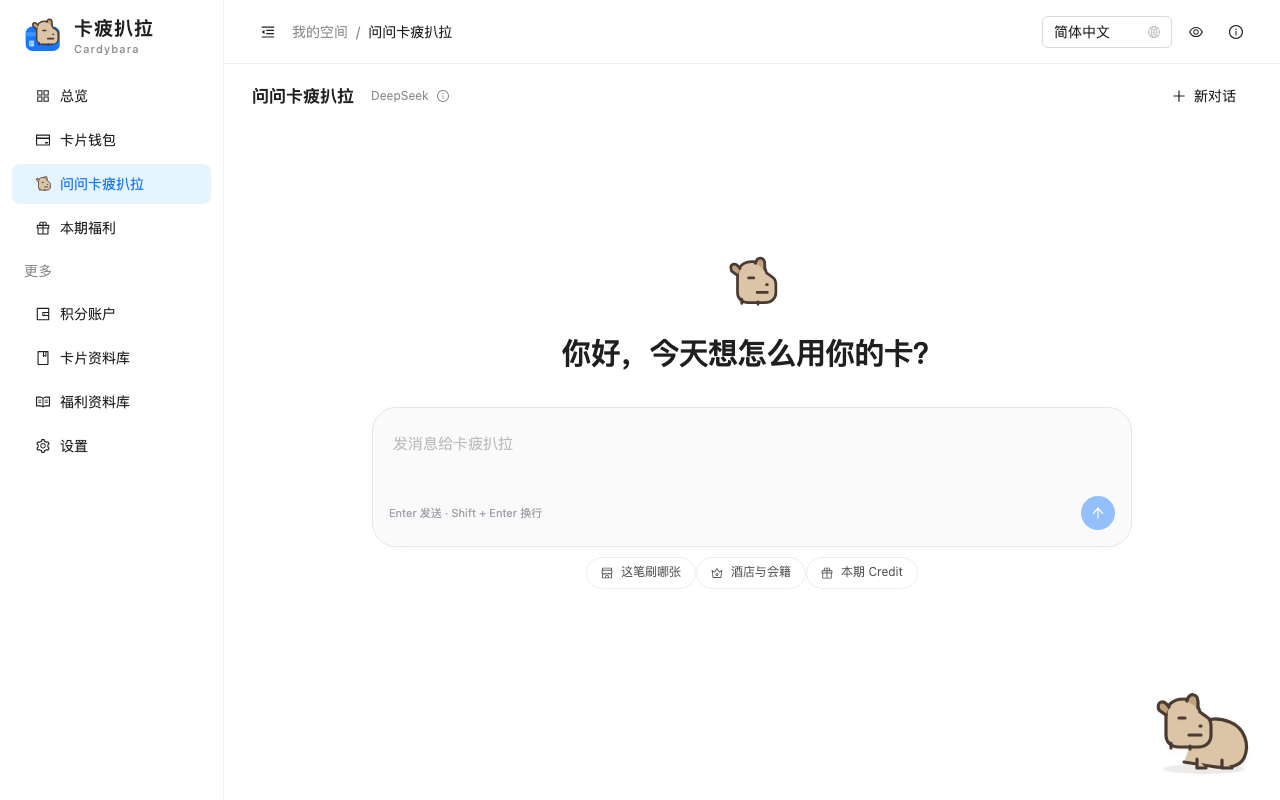 卡疲扒拉
Cardybara
总览
卡片钱包
问问卡疲扒拉
本期福利
更多
积分账户
卡片资料库
福利资料库
设置
我的空间 / 问问卡疲扒拉
简体中文
问问卡疲扒拉 DeepSeek
新对话
你好，今天想怎么用你的卡？
发消息给卡疲扒拉
Enter 发送 · Shift + Enter 换行
这笔刷哪张 酒店与会籍 本期 Credit